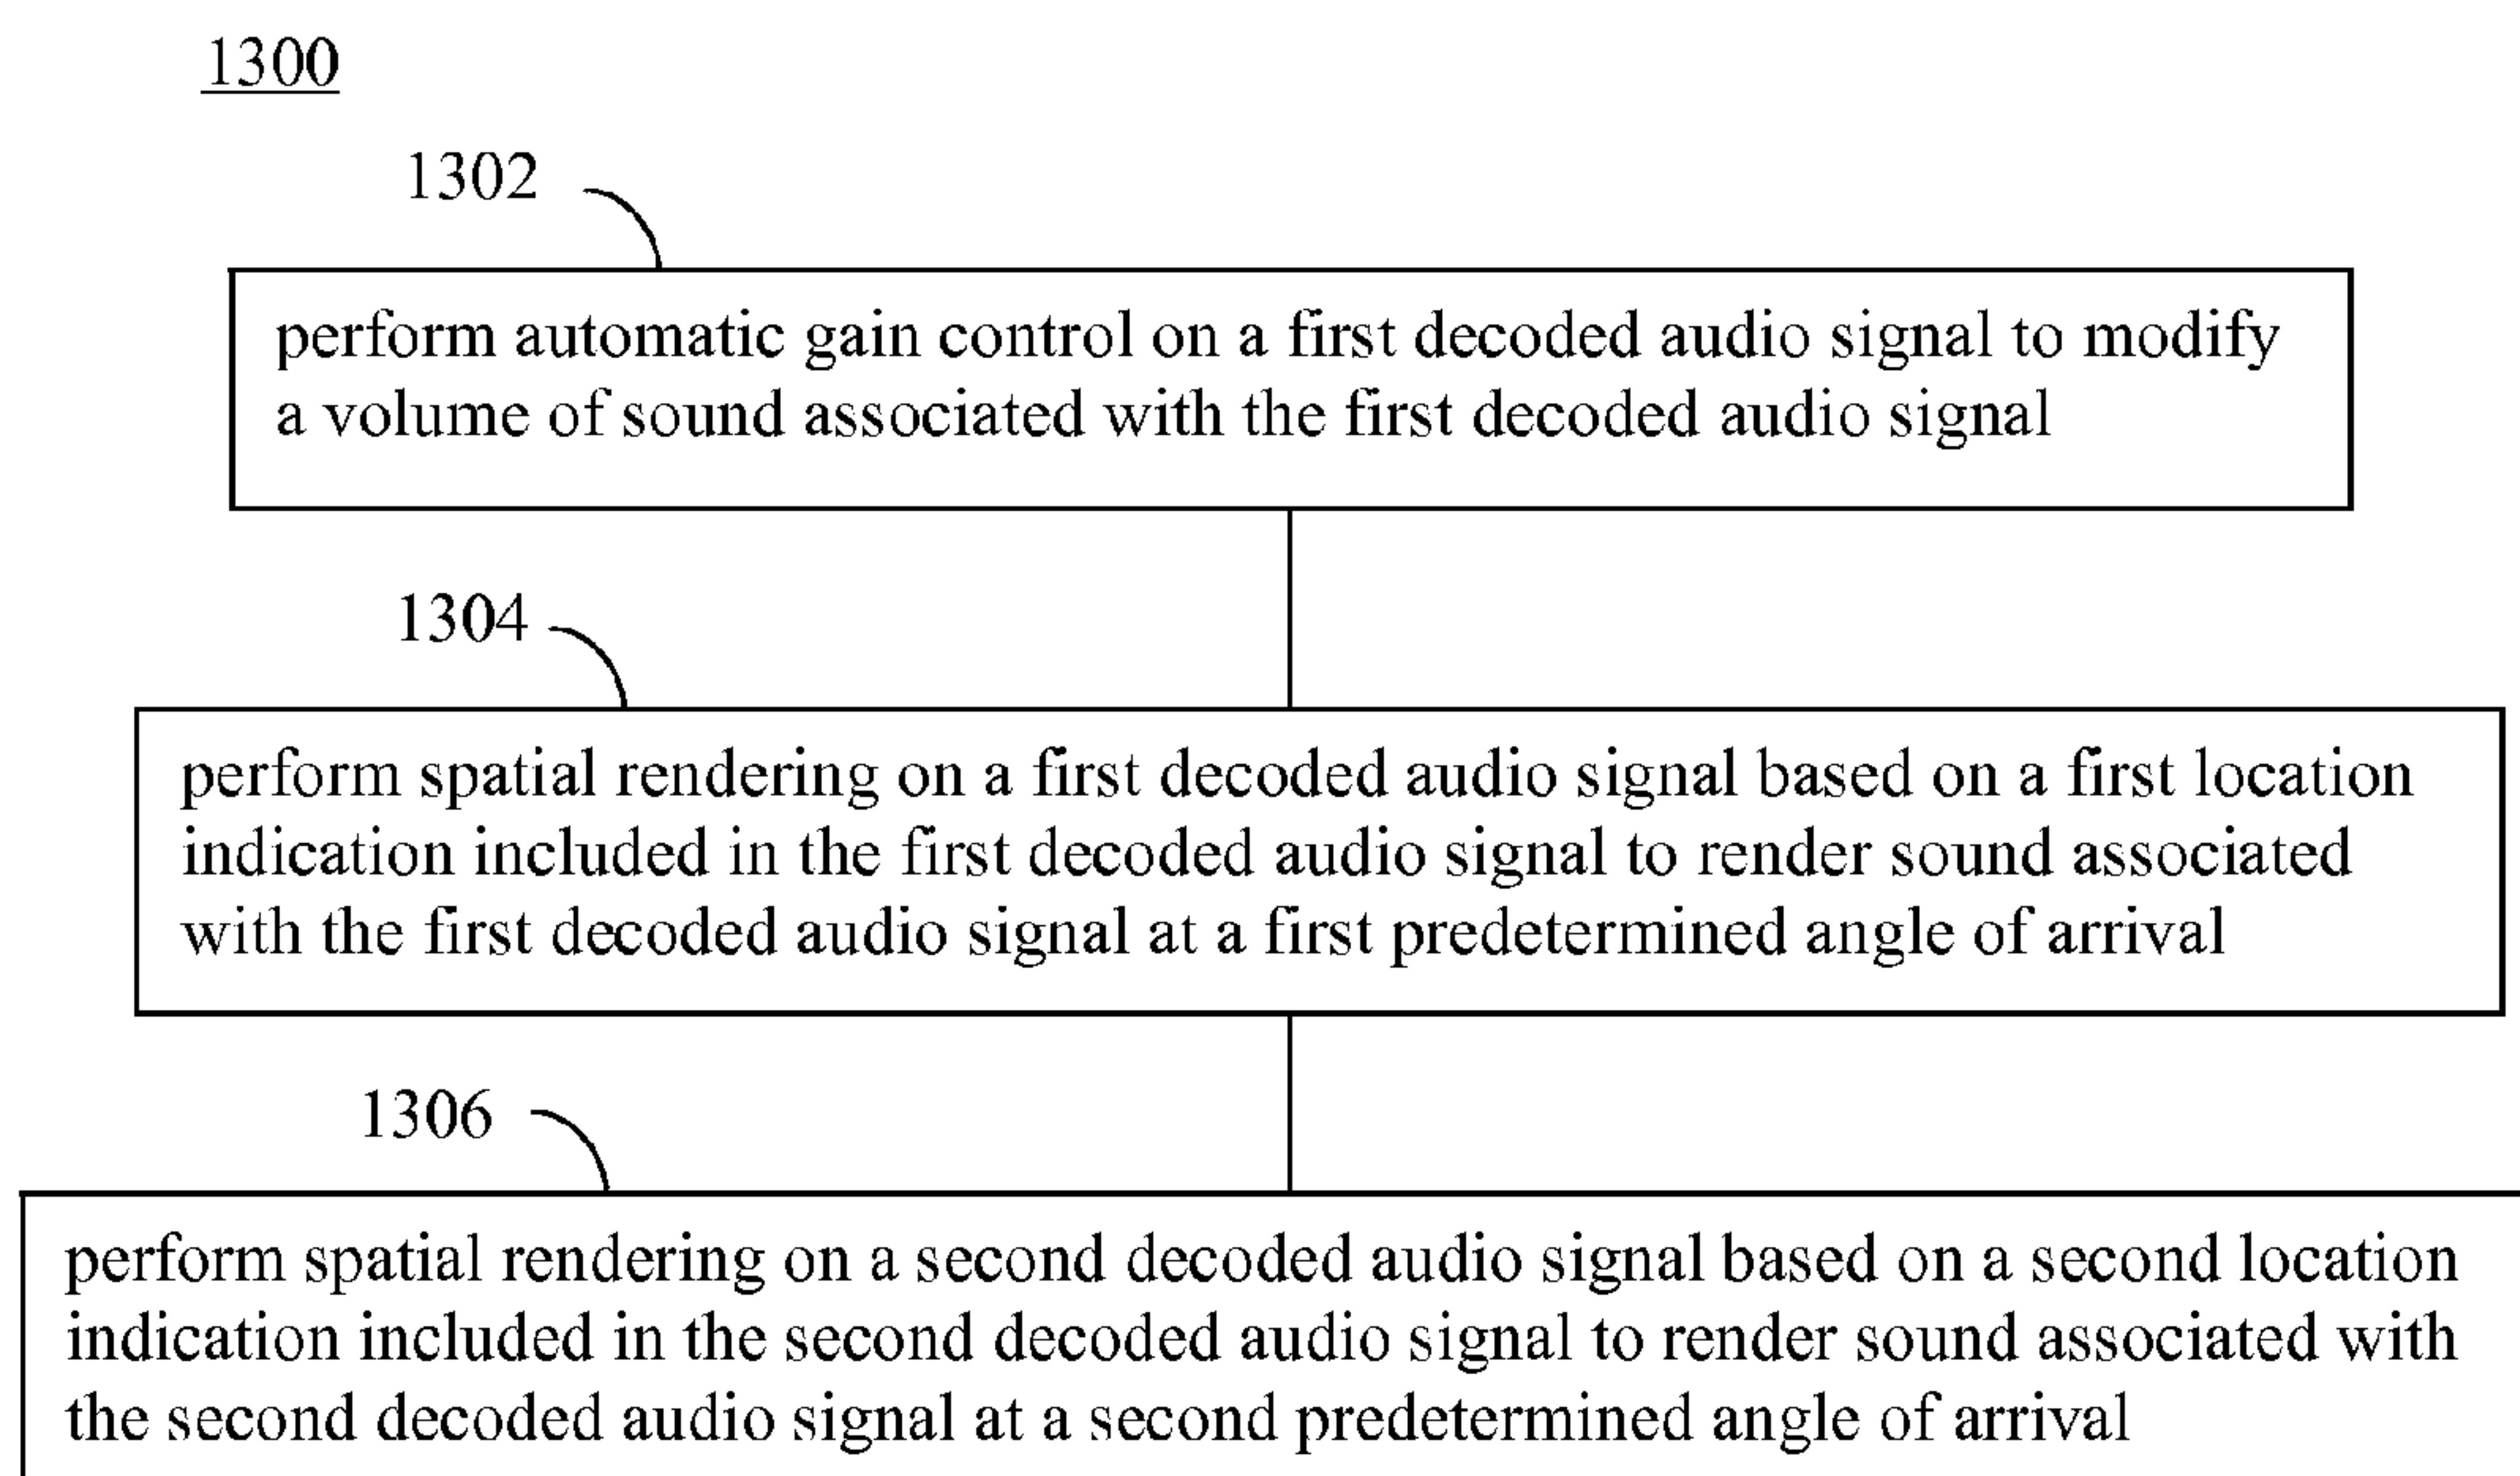 1300
1302
perform automatic gain control on a first decoded audio signal to modify
a volume of sound associated with the first decoded audio signal
1304
perform spatial rendering on a first decoded audio signal based on a first location
indication included in the first decoded audio signal to render sound associated
with the first decoded audio signal at a first predetermined angle of arrival
1306
perform spatial rendering on a second decoded audio signal based on a second location
indication included in the second decoded audio signal to render sound associated with
the second decoded audio signal at a second predetermined angle of arrival